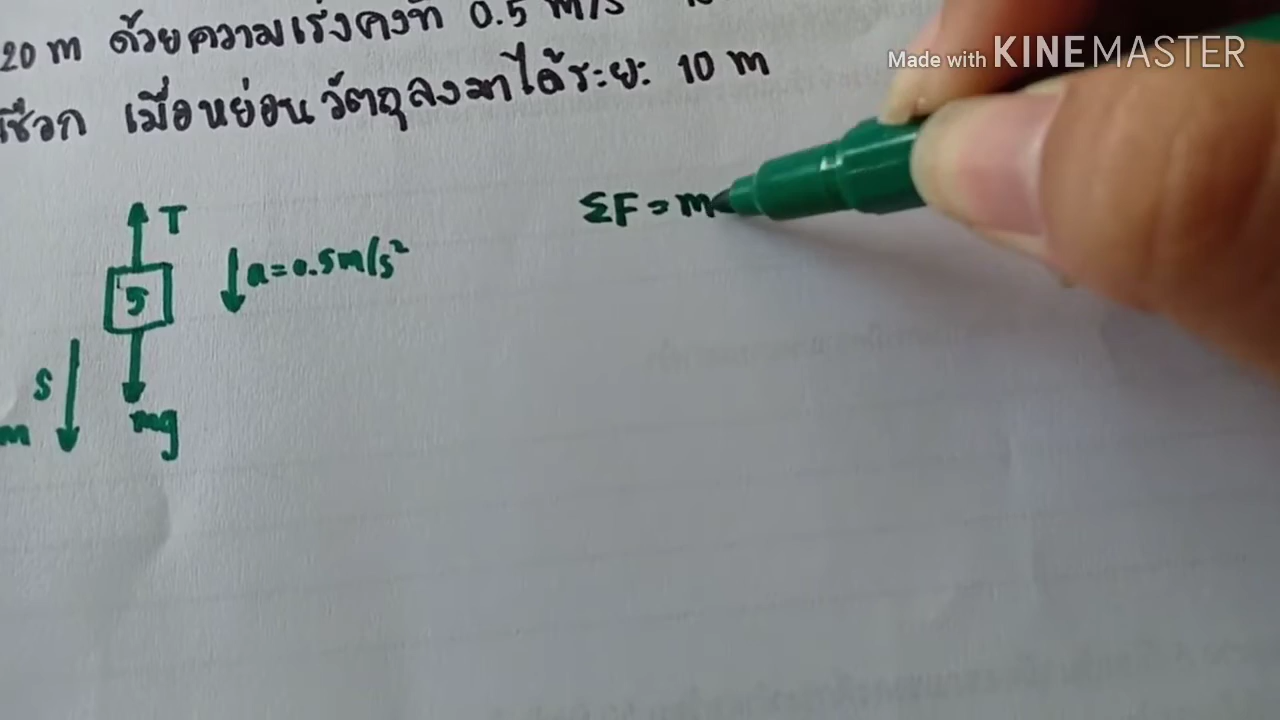 20 m ด้วยความเร่งคงที่ 0.5 m/s
เชือก เมื่อหย่อนวัตถุลงมาได้ระยะ 10 m
Made with KINEMASTER
T
ΣF = m
a = 0.5 m/s²
5
S
m
mg